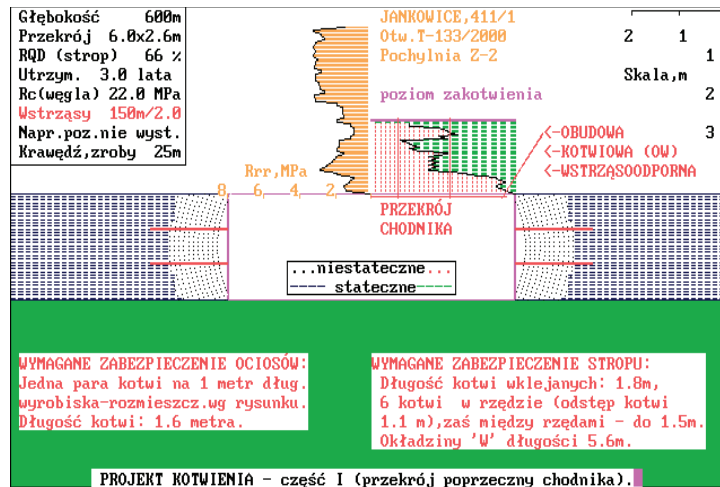 Głębokość 600m
Przekrój 6.0x2.6m
RQD (strop) 66 %
Utrzym. 3.0 lata
Rc(węgla) 22.0 MPa
Wstrząsy 150m/2.0
Napr.poz.nie wyst.
Krawędź,zroby 25m
JANKOWICE,411/1
Otw.T-133/2000
Pochylnia Z-2
poziom zakotwienia
2 1
1
Skala,m
2
3
<-OBUDOWA
<-KOTWIOWA (OW)
<-WSTRZĄSOODPORNA
Rrr,MPa
8 6 4 2
PRZEKRÓJ
CHODNIKA
...niestateczne...
---- stateczne ----
WYMAGANE ZABEZPIECZENIE OCIOSÓW:
Jedna para kotwi na 1 metr dług.
wyrobiska-rozmieszcz.wg rysunku.
Długość kotwi: 1.6 metra.
WYMAGANE ZABEZPIECZENIE STROPU:
Długość kotwi wklejanych: 1.8m,
6 kotwi w rzędzie (odstęp kotwi
1.1 m),zaś między rzędami - do 1.5m.
Okładziny 'W' długości 5.6m.
PROJEKT KOTWIENIA - część I (przekrój poprzeczny chodnika).